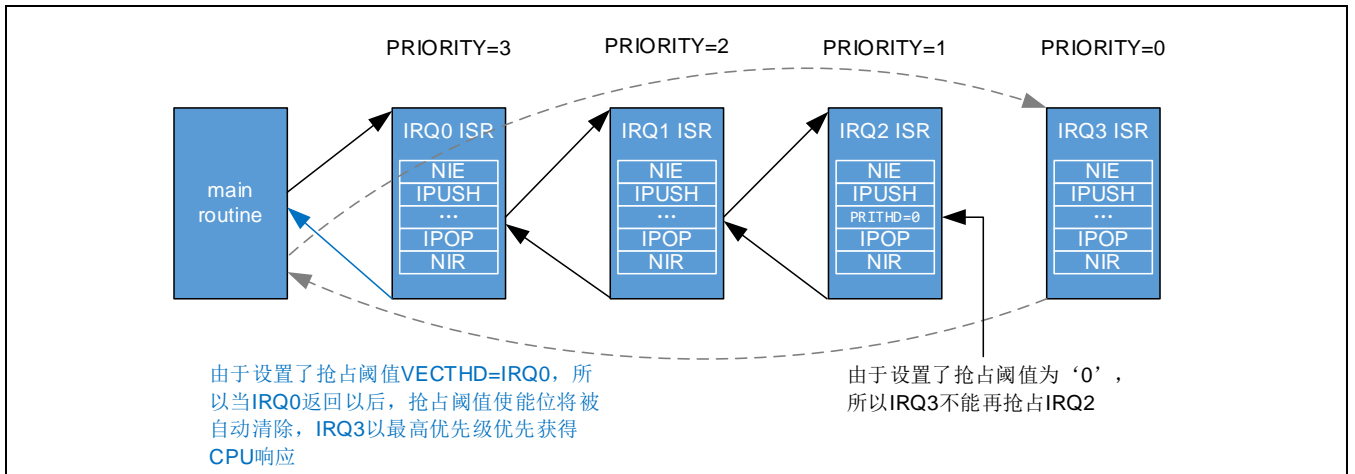 PRIORITY=3
PRIORITY=2
PRIORITY=1
PRIORITY=0
main
routine
IRQ0 ISR
NIE
IPUSH
…
IPOP
NIR
IRQ1 ISR
NIE
IPUSH
…
IPOP
NIR
IRQ2 ISR
NIE
IPUSH
PRITHD=0
IPOP
NIR
IRQ3 ISR
NIE
IPUSH
…
IPOP
NIR
由于设置了抢占阈值VECTHD=IRQ0，所
以当IRQ0返回以后，抢占阈值使能位将被
自动清除，IRQ3以最高优先级优先获得
CPU响应
由于设置了抢占阈值为‘0’，
所以IRQ3不能再抢占IRQ2